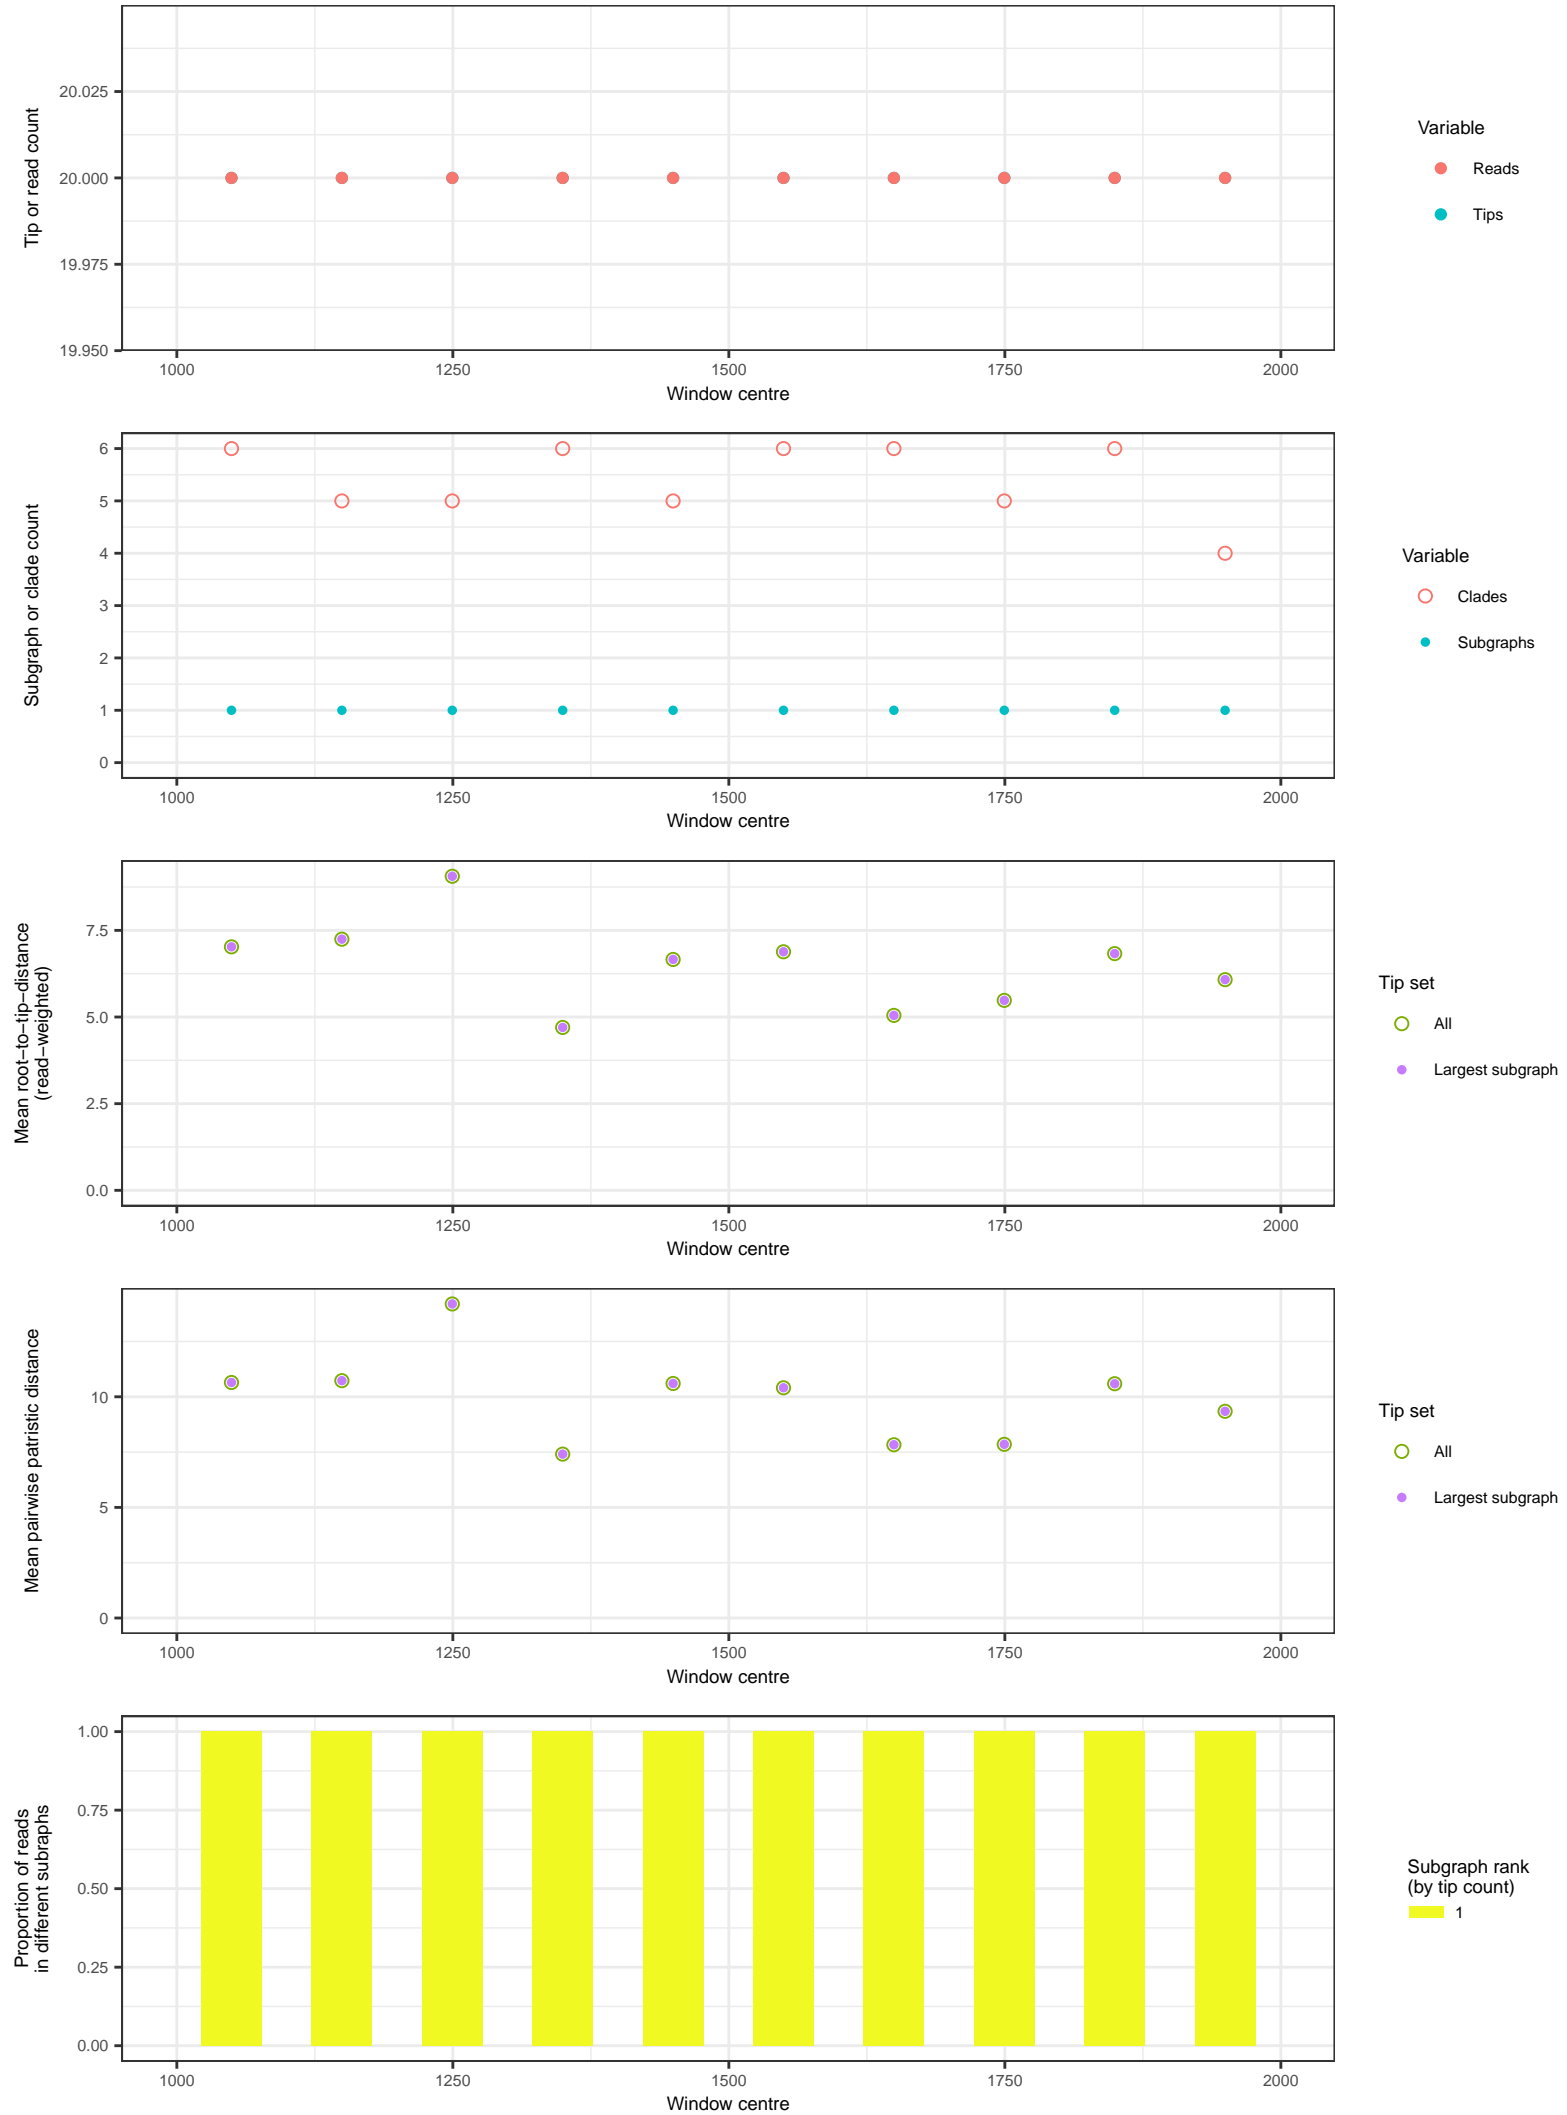 Tip or read count
20.025
20.000
19.975
19.950
1000 1250 1500 1750 2000
Window centre
Variable
Reads
Tips
Subgraph or clade count
6
5
4
3
2
1
0
1000 1250 1500 1750 2000
Window centre
Variable
Clades
Subgraphs
Mean root−to−tip−distance
(read−weighted)
7.5
5.0
2.5
0.0
1000 1250 1500 1750 2000
Window centre
Tip set
All
Largest subgraph
Mean pairwise patristic distance
10
5
0
1000 1250 1500 1750 2000
Window centre
Tip set
All
Largest subgraph
Proportion of reads
in different subraphs
1.00
0.75
0.50
0.25
0.00
1000 1250 1500 1750 2000
Window centre
Subgraph rank
(by tip count)
1